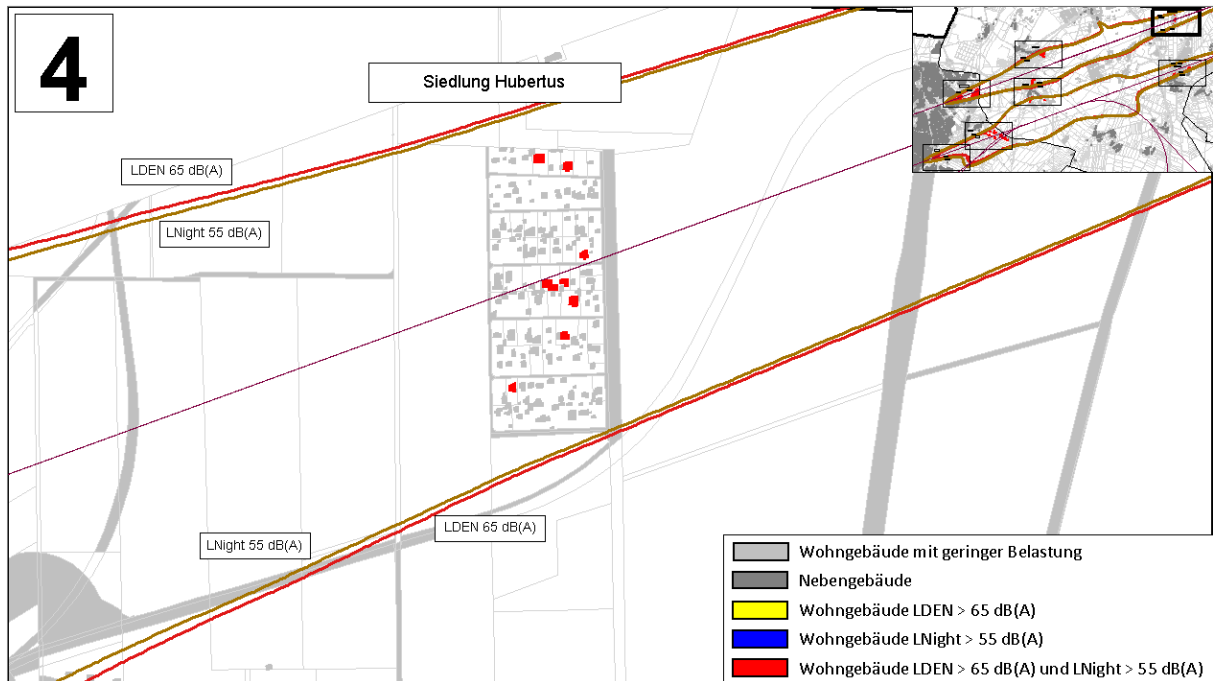 4
Siedlung Hubertus
LDEN 65 dB(A)
LNight 55 dB(A)
LNight 55 dB(A)
LDEN 65 dB(A)
Wohngebäude mit geringer Belastung
Nebengebäude
Wohngebäude LDEN > 65 dB(A)
Wohngebäude LNight > 55 dB(A)
Wohngebäude LDEN > 65 dB(A) und LNight > 55 dB(A)